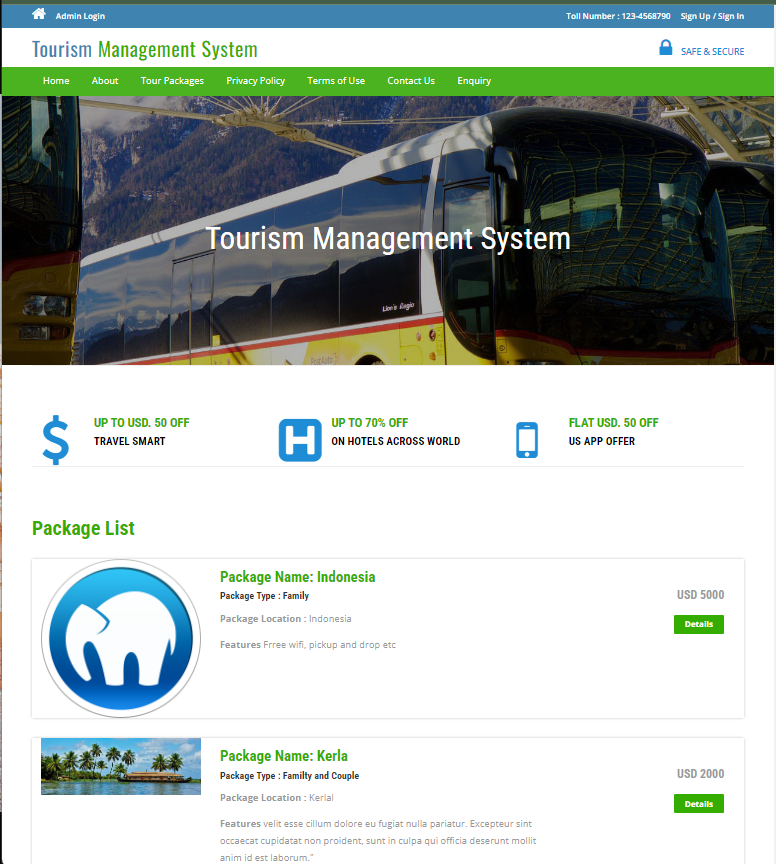 Admin Login
Toll Number : 123-4568790 Sign Up / Sign In
Tourism Management System
SAFE & SECURE
Home About Tour Packages Privacy Policy Terms of Use Contact Us Enquiry
Tourism Management System
Lion's Regio
PostAuto
UP TO USD. 50 OFF
TRAVEL SMART
UP TO 70% OFF
ON HOTELS ACROSS WORLD
FLAT USD. 50 OFF
US APP OFFER
Package List
Package Name: Indonesia
Package Type : Family
Package Location : Indonesia
Features Frree wifi, pickup and drop etc
USD 5000
Details
Package Name: Kerla
Package Type : Familty and Couple
Package Location : Kerlal
Features velit esse cillum dolore eu fugiat nulla pariatur. Excepteur sint
occaecat cupidatat non proident, sunt in culpa qui officia deserunt mollit
anim id est laborum."
USD 2000
Details